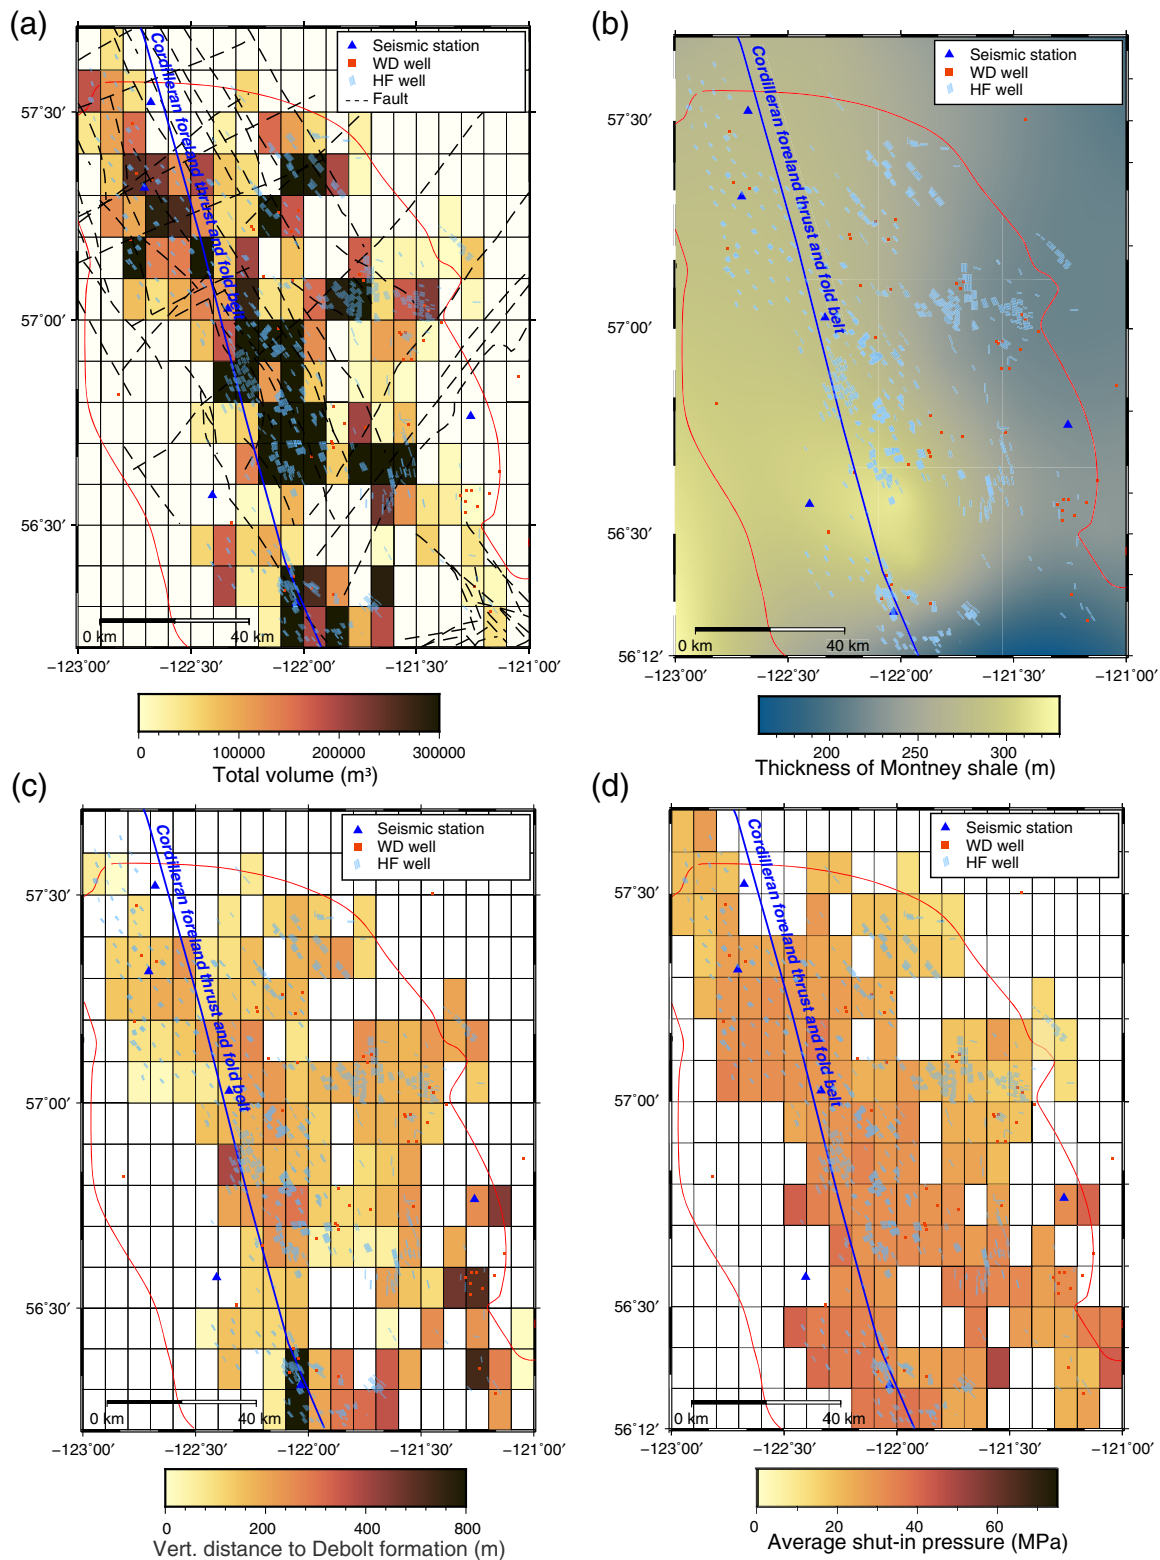 (a)
Seismic station
WD well
HF well
Fault
Cordilleran foreland thrust and fold belt
57°30′
57°00′
56°30′
0 km 40 km
−123°00′ −122°30′ −122°00′ −121°30′ −121°00′
0 100000 200000 300000
Total volume (m³)
(b)
Seismic station
WD well
HF well
Cordilleran foreland thrust and fold belt
57°30′
57°00′
56°30′
56°12′
0 km 40 km
−123°00′ −122°30′ −122°00′ −121°30′ −121°00′
200 250 300
Thickness of Montney shale (m)
(c)
Seismic station
WD well
HF well
Cordilleran foreland thrust and fold belt
57°30′
57°00′
56°30′
0 km 40 km
−123°00′ −122°30′ −122°00′ −121°30′ −121°00′
0 200 400 600 800
Vert. distance to Debolt formation (m)
(d)
Seismic station
WD well
HF well
Cordilleran foreland thrust and fold belt
57°30′
57°00′
56°30′
56°12′
0 km 40 km
−123°00′ −122°30′ −122°00′ −121°30′ −121°00′
0 20 40 60
Average shut-in pressure (MPa)